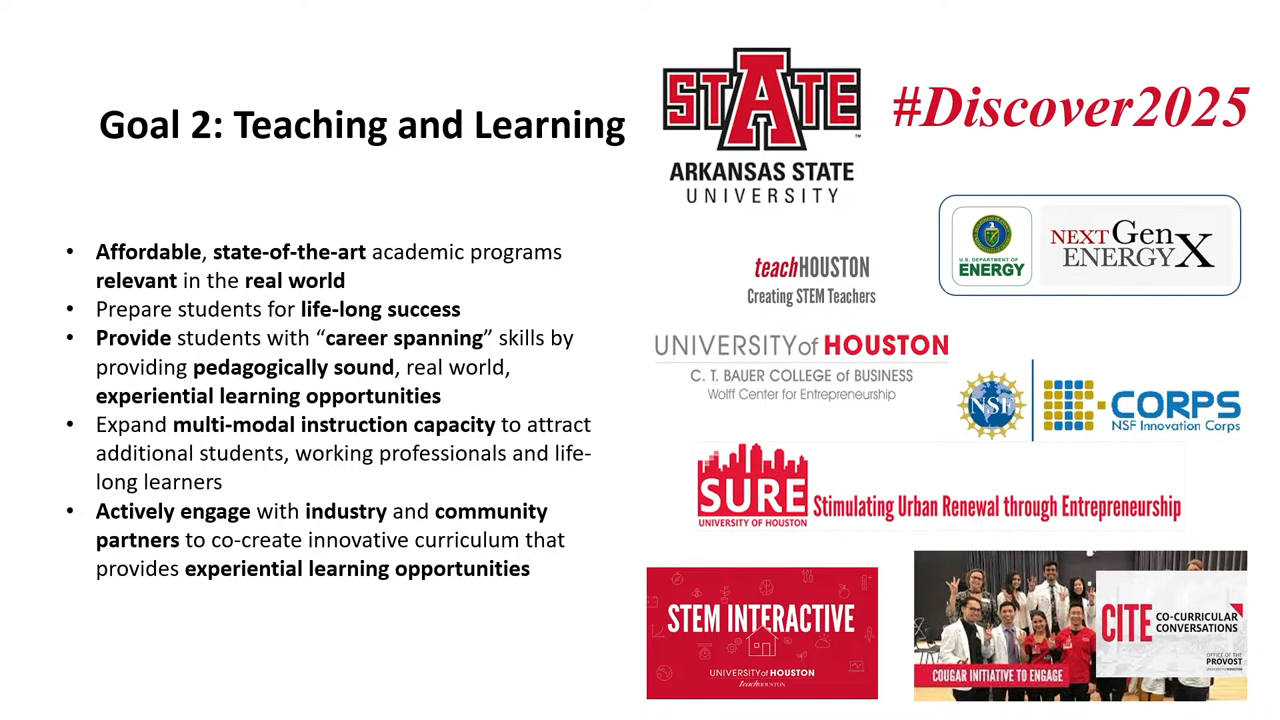 Goal 2: Teaching and Learning
• Affordable, state-of-the-art academic programs
relevant in the real world
• Prepare students for life-long success
• Provide students with “career spanning” skills by
providing pedagogically sound, real world,
experiential learning opportunities
• Expand multi-modal instruction capacity to attract
additional students, working professionals and life-
long learners
• Actively engage with industry and community
partners to co-create innovative curriculum that
provides experiential learning opportunities
STATE
™
ARKANSAS STATE
UNIVERSITY
#Discover2025
U.S. DEPARTMENT OF
ENERGY
NEXT Gen
ENERGY X
teachHOUSTON
Creating STEM Teachers
UNIVERSITY of HOUSTON
C. T. BAUER COLLEGE of BUSINESS
Wolff Center for Entrepreneurship
NSF
I-CORPS
NSF Innovation Corps
SURE
UNIVERSITY OF HOUSTON
Stimulating Urban Renewal through Entrepreneurship
STEM INTERACTIVE
UNIVERSITY of HOUSTON
teachHOUSTON
COUGAR INITIATIVE TO ENGAGE
CITE
CO-CURRICULAR
CONVERSATIONS
OFFICE OF THE
PROVOST
UNIVERSITY of HOUSTON